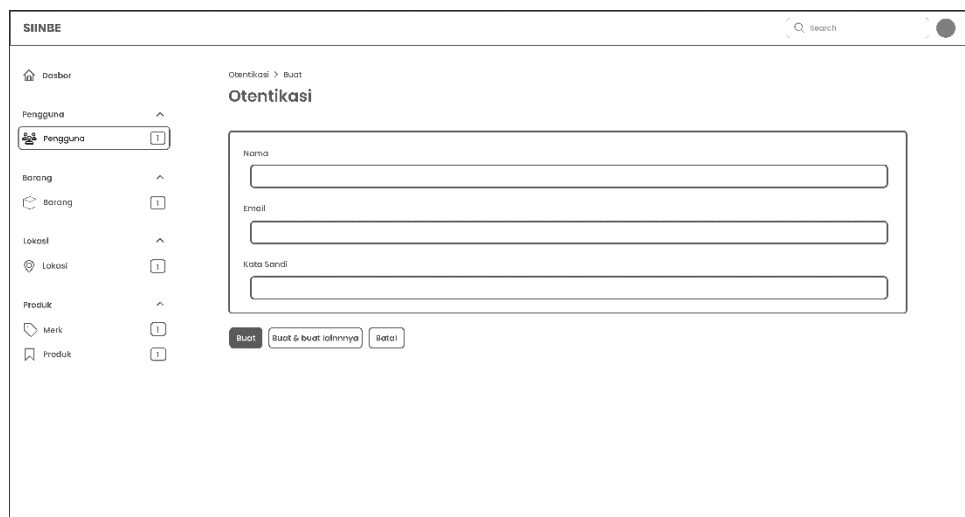 SIINBE
Search
Dasbor
Pengguna
Pengguna 1
Barang
Barang 1
Lokasi
Lokasi 1
Produk
Merk 1
Produk 1
Otentikasi > Buat
Otentikasi
Nama
Email
Kata Sandi
Buat
Buat & buat lainnnya
Batal